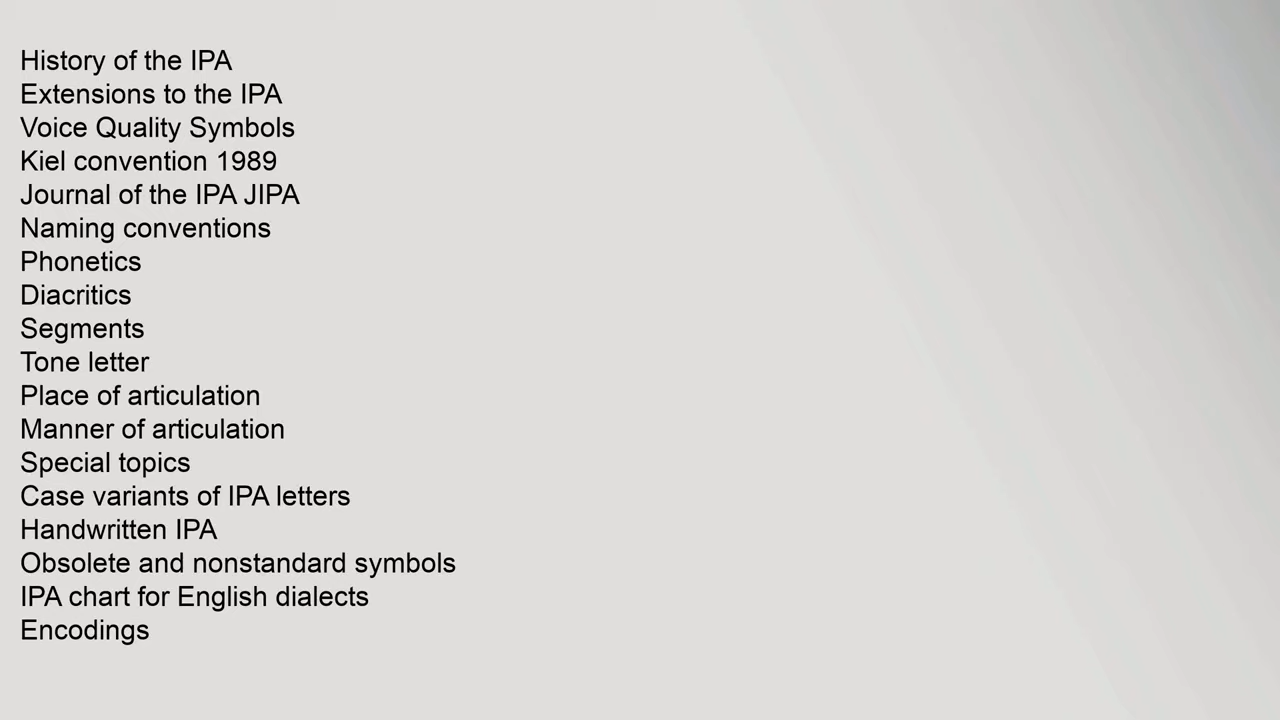 History of the IPA
Extensions to the IPA
Voice Quality Symbols
Kiel convention 1989
Journal of the IPA JIPA
Naming conventions
Phonetics
Diacritics
Segments
Tone letter
Place of articulation
Manner of articulation
Special topics
Case variants of IPA letters
Handwritten IPA
Obsolete and nonstandard symbols
IPA chart for English dialects
Encodings